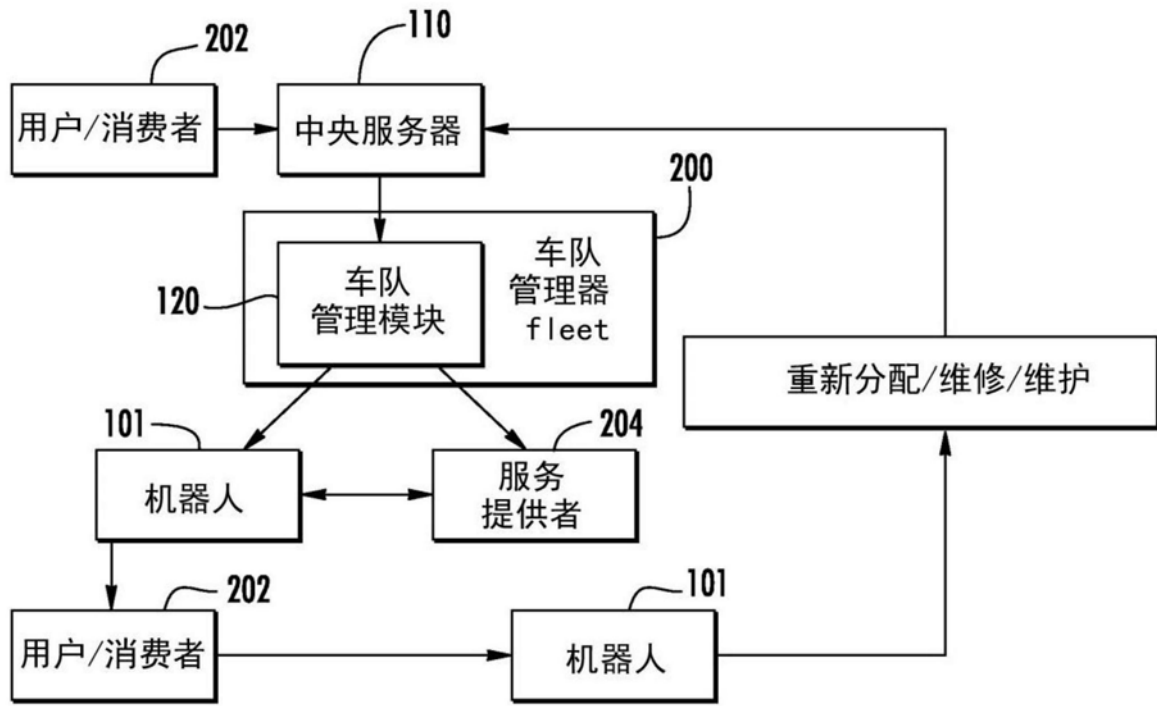 202
110
用户/消费者
中央服务器
200
120
车队
管理模块
车队
管理器
fleet
重新分配/维修/维护
101
204
机器人
服务
提供者
202
101
用户/消费者
机器人